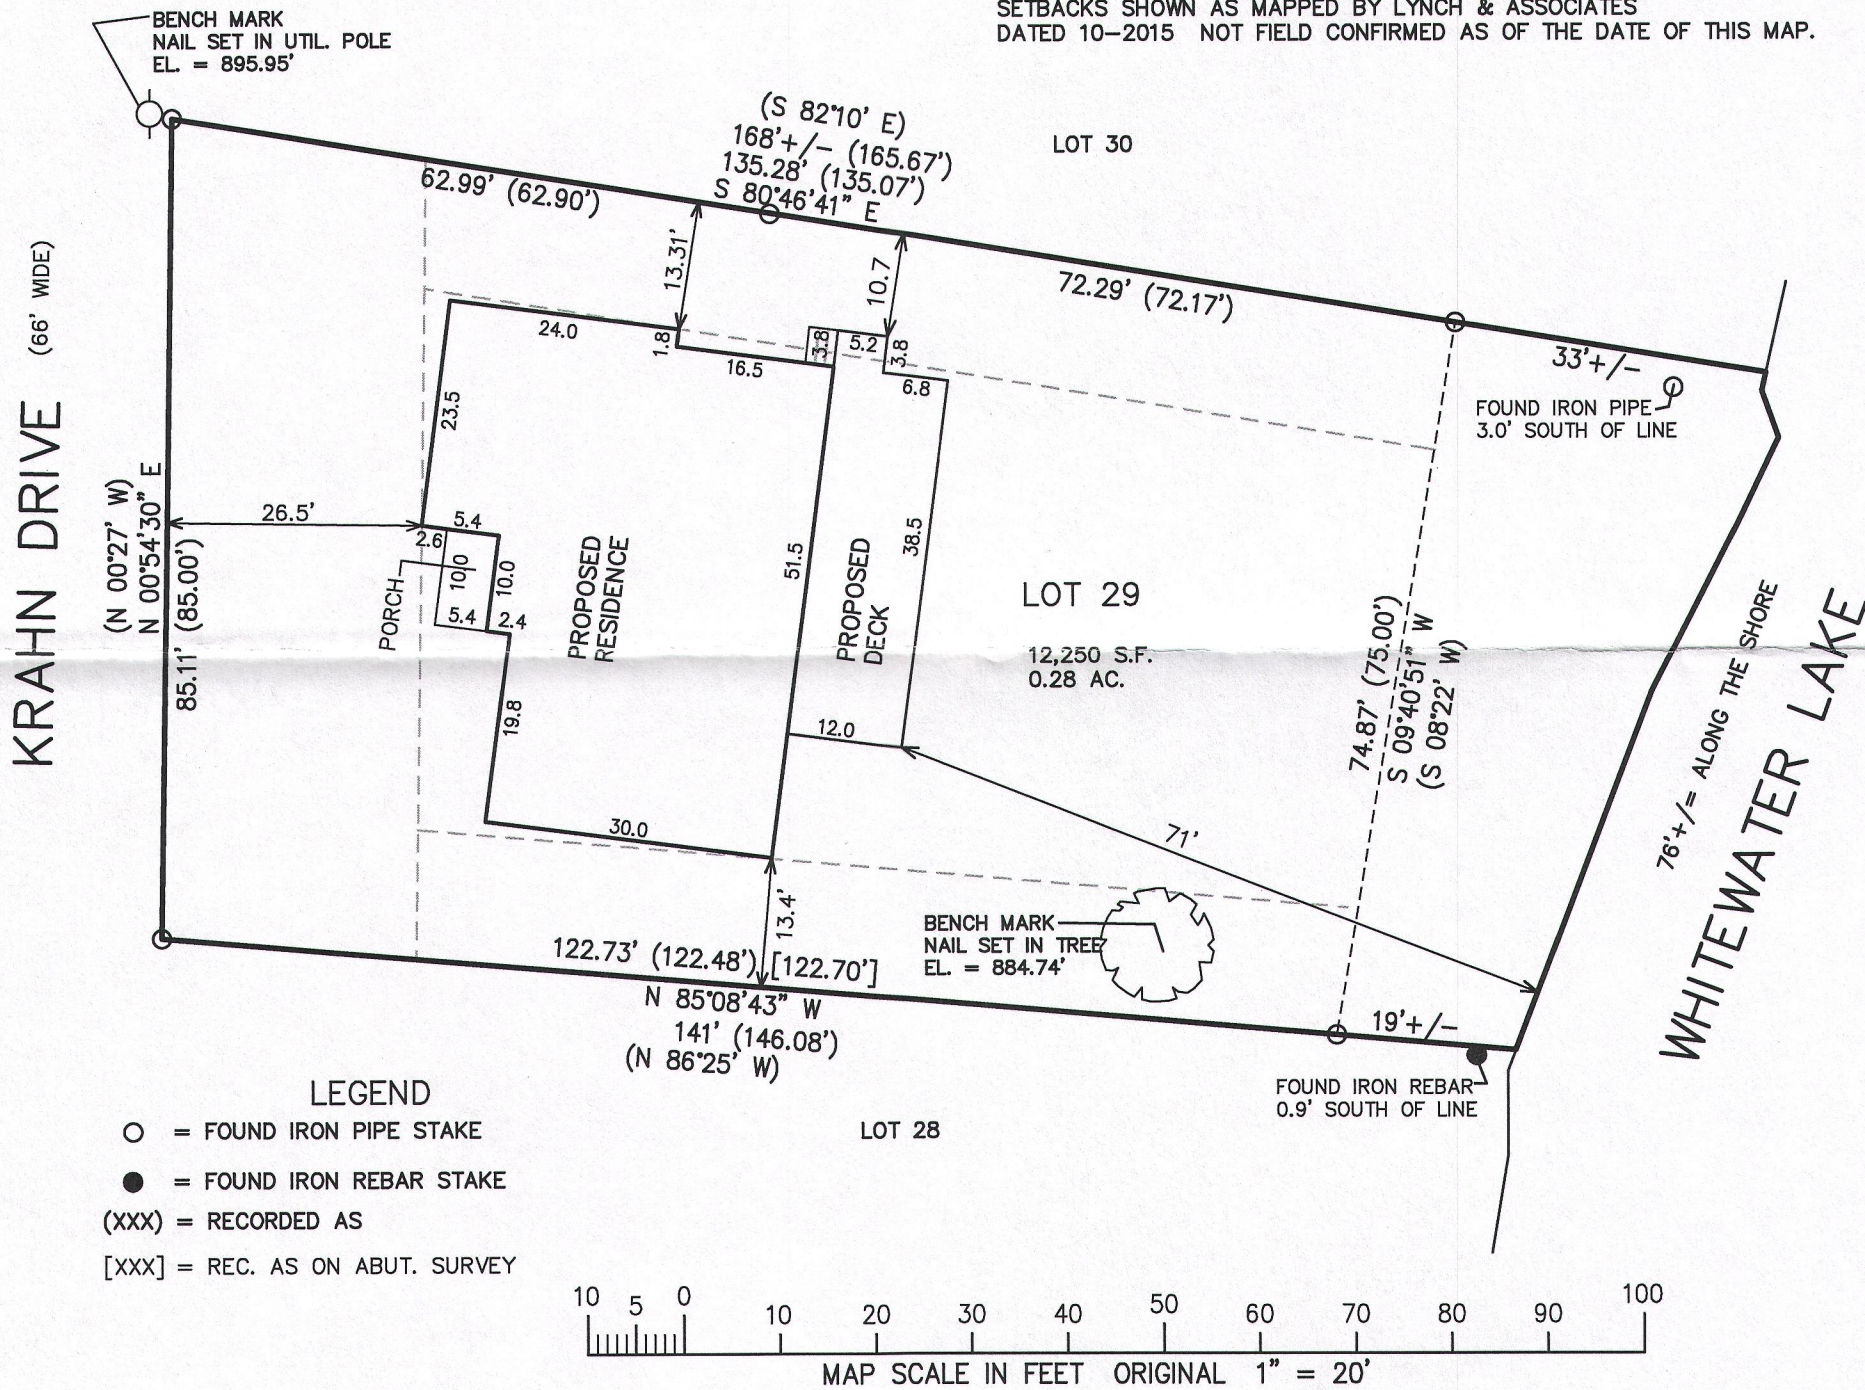 SETBACKS SHOWN AS MAPPED BY LYNCH & ASSOCIATES
DATED 10-2015 NOT FIELD CONFIRMED AS OF THE DATE OF THIS MAP.
BENCH MARK
NAIL SET IN UTIL. POLE
EL. = 895.95'
(S 82°10' E)
168'+/- (165.67')
135.28' (135.07')
S 80°46'41" E
LOT 30
62.99' (62.90')
72.29' (72.17')
33'+/-
FOUND IRON PIPE
3.0' SOUTH OF LINE
13.31'
10.7
24.0
1.8
16.5
3.8
5.2
3.8
6.8
23.5
KRAHN DRIVE
(66' WIDE)
(N 00°27' W)
N 00°54'30" E
85.11' (85.00')
26.5'
5.4
2.6
10.0
10.0
5.4
2.4
PORCH
PROPOSED
RESIDENCE
51.5
PROPOSED
DECK
38.5
LOT 29
12,250 S.F.
0.28 AC.
74.87' (75.00')
S 09°40'51" W
(S 08°22' W)
76'+/= ALONG THE SHORE
WHITEWATER LAKE
19.8
12.0
30.0
71'
13.4'
BENCH MARK
NAIL SET IN TREE
EL. = 884.74'
122.73' (122.48') [122.70']
N 85°08'43" W
141' (146.08')
(N 86°25' W)
19'+/-
FOUND IRON REBAR
0.9' SOUTH OF LINE
LOT 28
LEGEND
= FOUND IRON PIPE STAKE
= FOUND IRON REBAR STAKE
(XXX) = RECORDED AS
[XXX] = REC. AS ON ABUT. SURVEY
10 5 0 10 20 30 40 50 60 70 80 90 100
MAP SCALE IN FEET ORIGINAL 1" = 20'